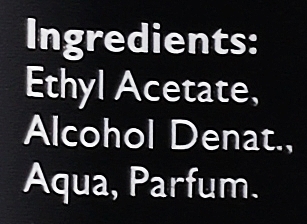 Ingredients:
Ethyl Acetate,
Alcohol Denat.,
Aqua, Parfum.